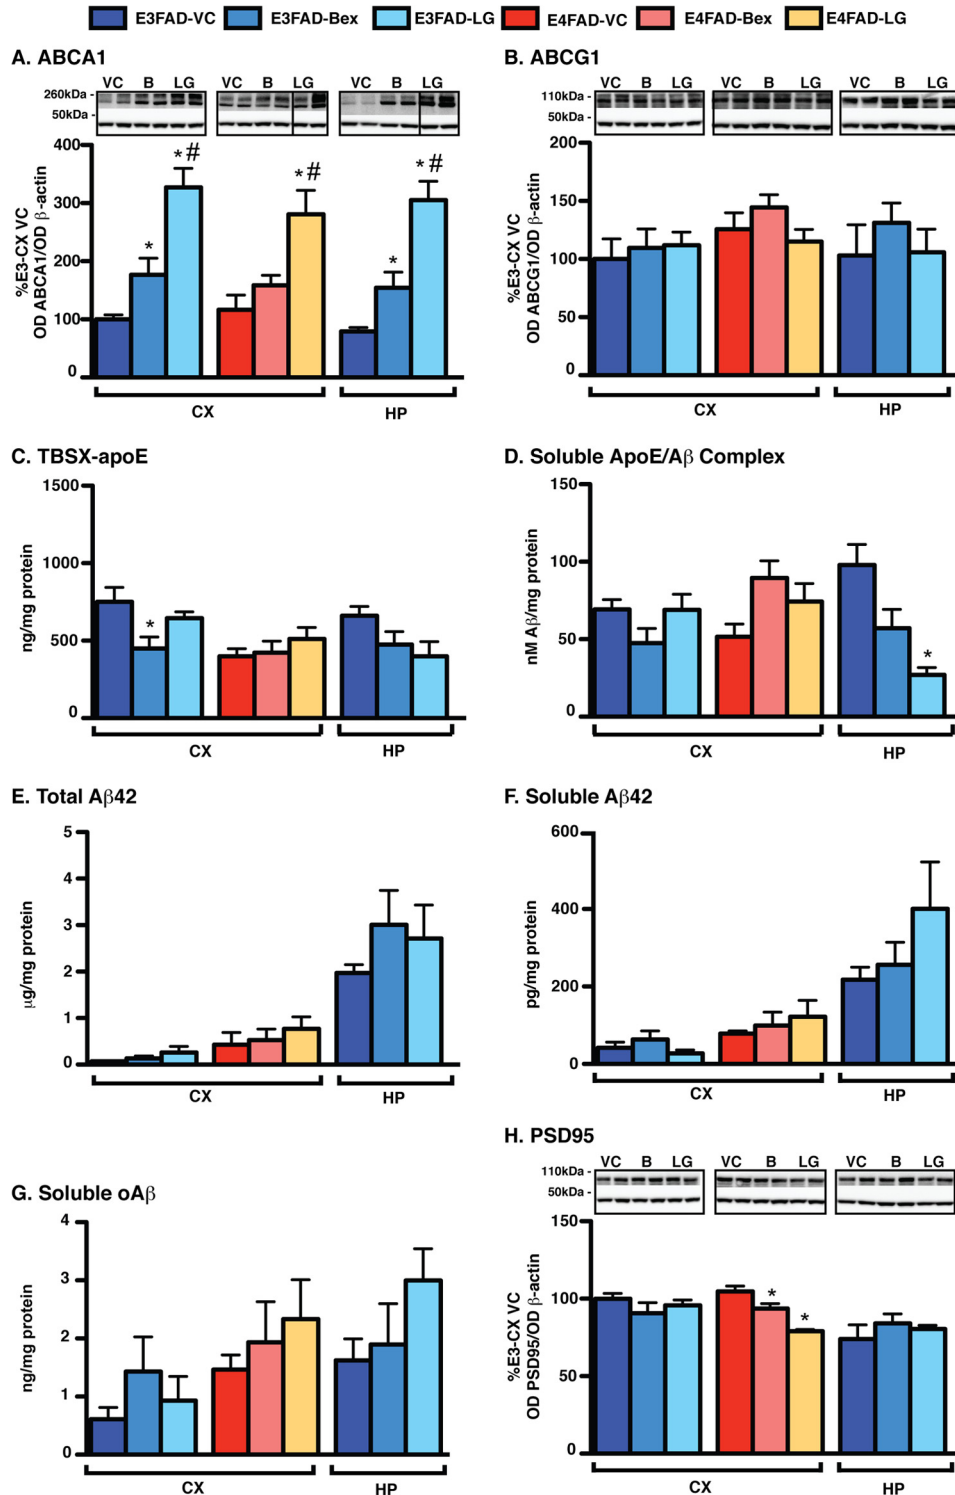 E3FAD-VC E3FAD-Bex E3FAD-LG E4FAD-VC E4FAD-Bex E4FAD-LG
A. ABCA1
VC B LG VC B LG VC B LG
260kDa -
50kDa -
400
300
200
100
0
%E3-CX VC
OD ABCA1/OD β-actin
* *# *# * *#
CX HP
B. ABCG1
VC B LG VC B LG VC B LG
110kDa -
50kDa -
200
150
100
50
0
%E3-CX VC
OD ABCG1/OD β-actin
CX HP
C. TBSX-apoE
1500
1000
500
0
ng/mg protein
*
CX HP
D. Soluble ApoE/Aβ Complex
150
100
50
0
nM Aβ/mg protein
*
CX HP
E. Total Aβ42
5
4
3
2
1
0
μg/mg protein
CX HP
F. Soluble Aβ42
600
400
200
0
pg/mg protein
CX HP
G. Soluble oAβ
4
3
2
1
0
ng/mg protein
CX HP
H. PSD95
VC B LG VC B LG VC B LG
110kDa -
50kDa -
150
100
50
0
%E3-CX VC
OD PSD95/OD β-actin
* *
CX HP